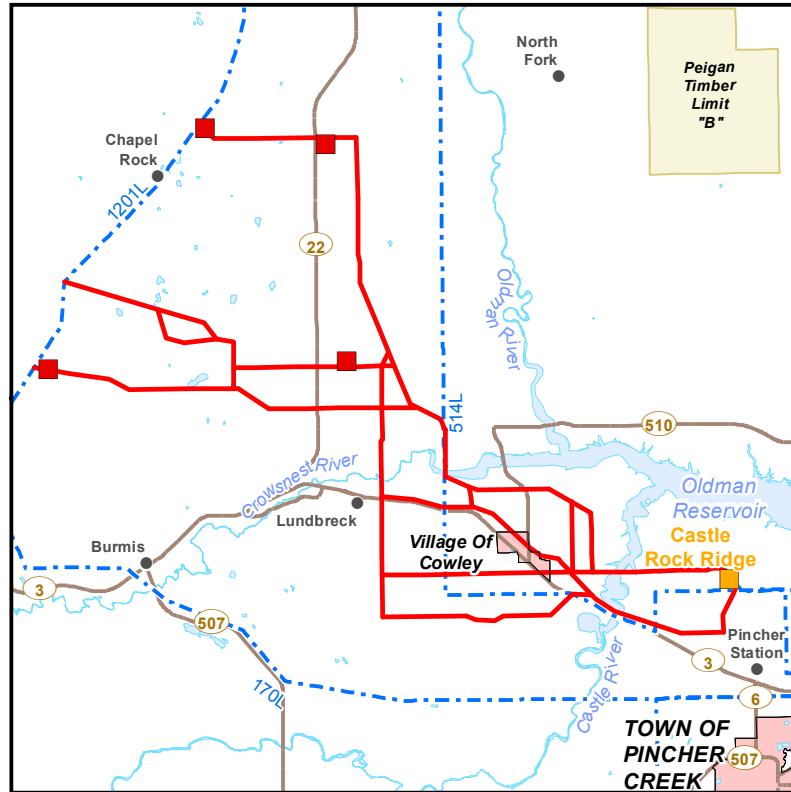 North
Fork
Peigan
Timber
Limit
"B"
Chapel
Rock
1201L
22
Oldman
River
514L
510
Crowsnest River
Oldman
Reservoir
Lundbreck
Castle
Rock Ridge
Village Of
Cowley
Burmis
3
507
170L
Castle River
Pincher
Station
3
6
TOWN OF
PINCHER
CREEK
507